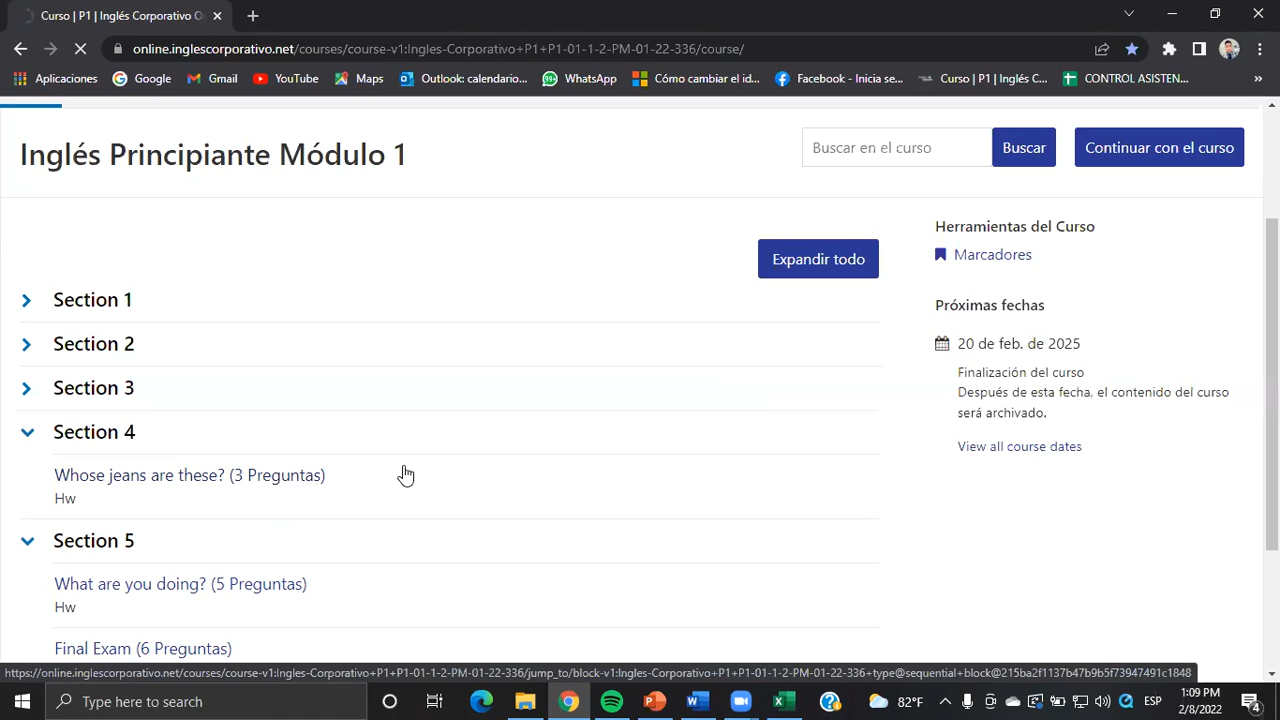 Curso | P1 | Inglés Corporativo O
online.inglescorporativo.net/courses/course-v1:Ingles-Corporativo+P1+P1-01-1-2-PM-01-22-336/course/
Aplicaciones Google Gmail YouTube Maps Outlook: calendario... 99 WhatsApp Cómo cambiar el id... Facebook - Inicia se... Curso | P1 | Inglés C... CONTROL ASISTEN... »
Inglés Principiante Módulo 1
Buscar en el curso Buscar Continuar con el curso
Herramientas del Curso
Marcadores
Expandir todo
Section 1
Próximas fechas
Section 2
20 de feb. de 2025
Finalización del curso
Section 3
Después de esta fecha, el contenido del curso
será archivado.
Section 4
View all course dates
Whose jeans are these? (3 Preguntas)
Hw
Section 5
What are you doing? (5 Preguntas)
Hw
Final Exam (6 Preguntas)
https://online.inglescorporativo.net/courses/course-v1:Ingles-Corporativo+P1+P1-01-1-2-PM-01-22-336/jump_to/block-v1:Ingles-Corporativo+P1+P1-01-1-2-PM-01-22-336+type@sequential+block@215ba2f1137b47b9b5f73947491c1848
Type here to search
82°F
ESP
1:09 PM
2/8/2022
4